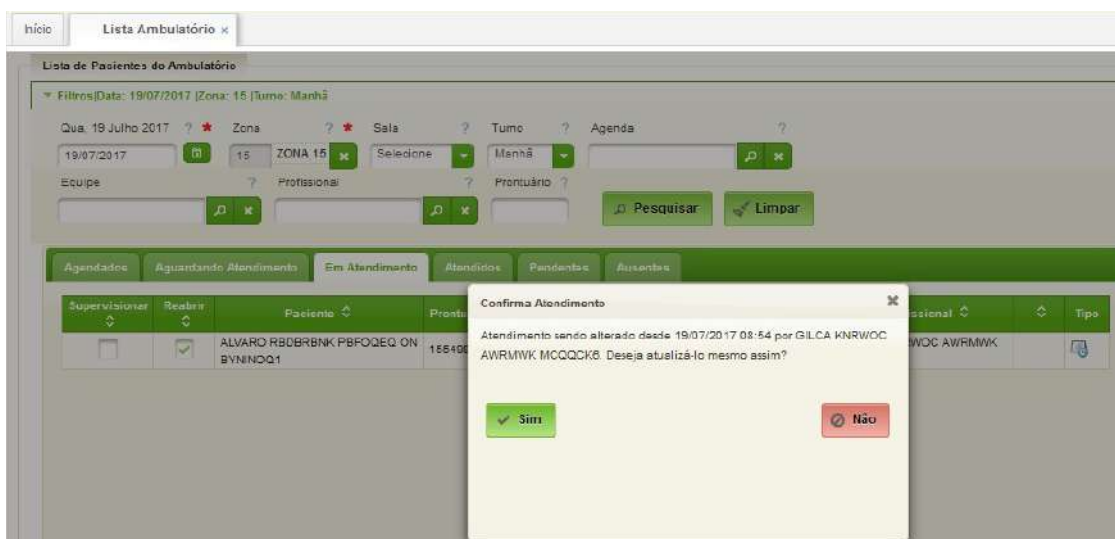 Início Lista Ambulatório ×
Lista de Pacientes do Ambulatório
Filtros|Data: 19/07/2017 |Zona: 15 |Turno: Manhã
Qua, 19 Julho 2017 ? * Zona ? * Sala ? Turno ? Agenda ?
19/07/2017 15 ZONA 15 Selecione Manhã
Equipe ? Profissional ? Prontuário ?
Pesquisar Limpar
Agendados Aguardando Atendimento Em Atendimento Atendidos Pendentes Ausentes
Supervisionar Reabrir Paciente Prontu issional Tipo
ALVARO RBDBRBNK PBFOQEQ ON
BYNINOQ1
WOC AWRMWK
Confirma Atendimento
Atendimento sendo alterado desde 19/07/2017 08:54 por GILCA KNRWOC
AWRMWK MCQQCK6. Deseja atualizá-lo mesmo assim?
Sim Não